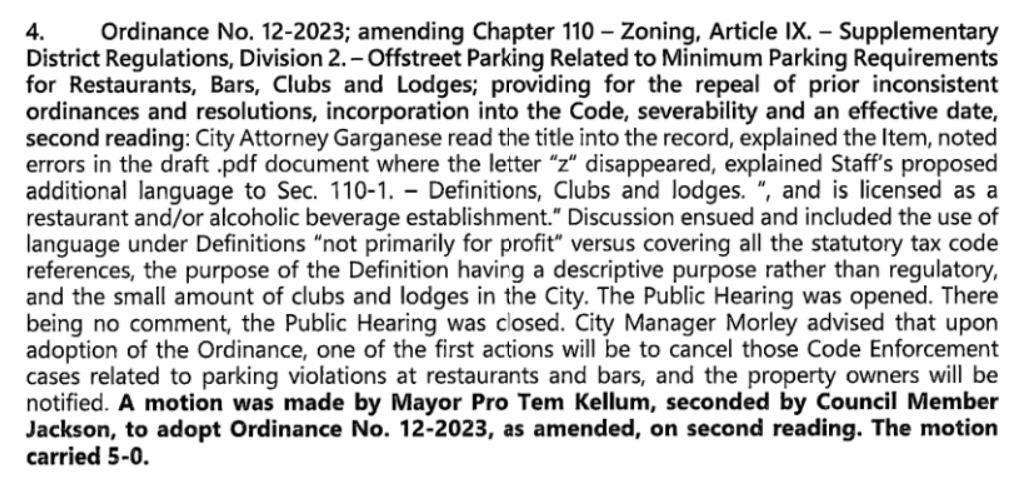 4. Ordinance No. 12-2023; amending Chapter 110 – Zoning, Article IX. – Supplementary
District Regulations, Division 2. – Offstreet Parking Related to Minimum Parking Requirements
for Restaurants, Bars, Clubs and Lodges; providing for the repeal of prior inconsistent
ordinances and resolutions, incorporation into the Code, severability and an effective date,
second reading: City Attorney Garganese read the title into the record, explained the Item, noted
errors in the draft .pdf document where the letter “z” disappeared, explained Staff’s proposed
additional language to Sec. 110-1. – Definitions, Clubs and lodges. “, and is licensed as a
restaurant and/or alcoholic beverage establishment.” Discussion ensued and included the use of
language under Definitions “not primarily for profit” versus covering all the statutory tax code
references, the purpose of the Definition having a descriptive purpose rather than regulatory,
and the small amount of clubs and lodges in the City. The Public Hearing was opened. There
being no comment, the Public Hearing was closed. City Manager Morley advised that upon
adoption of the Ordinance, one of the first actions will be to cancel those Code Enforcement
cases related to parking violations at restaurants and bars, and the property owners will be
notified. A motion was made by Mayor Pro Tem Kellum, seconded by Council Member
Jackson, to adopt Ordinance No. 12-2023, as amended, on second reading. The motion
carried 5-0.